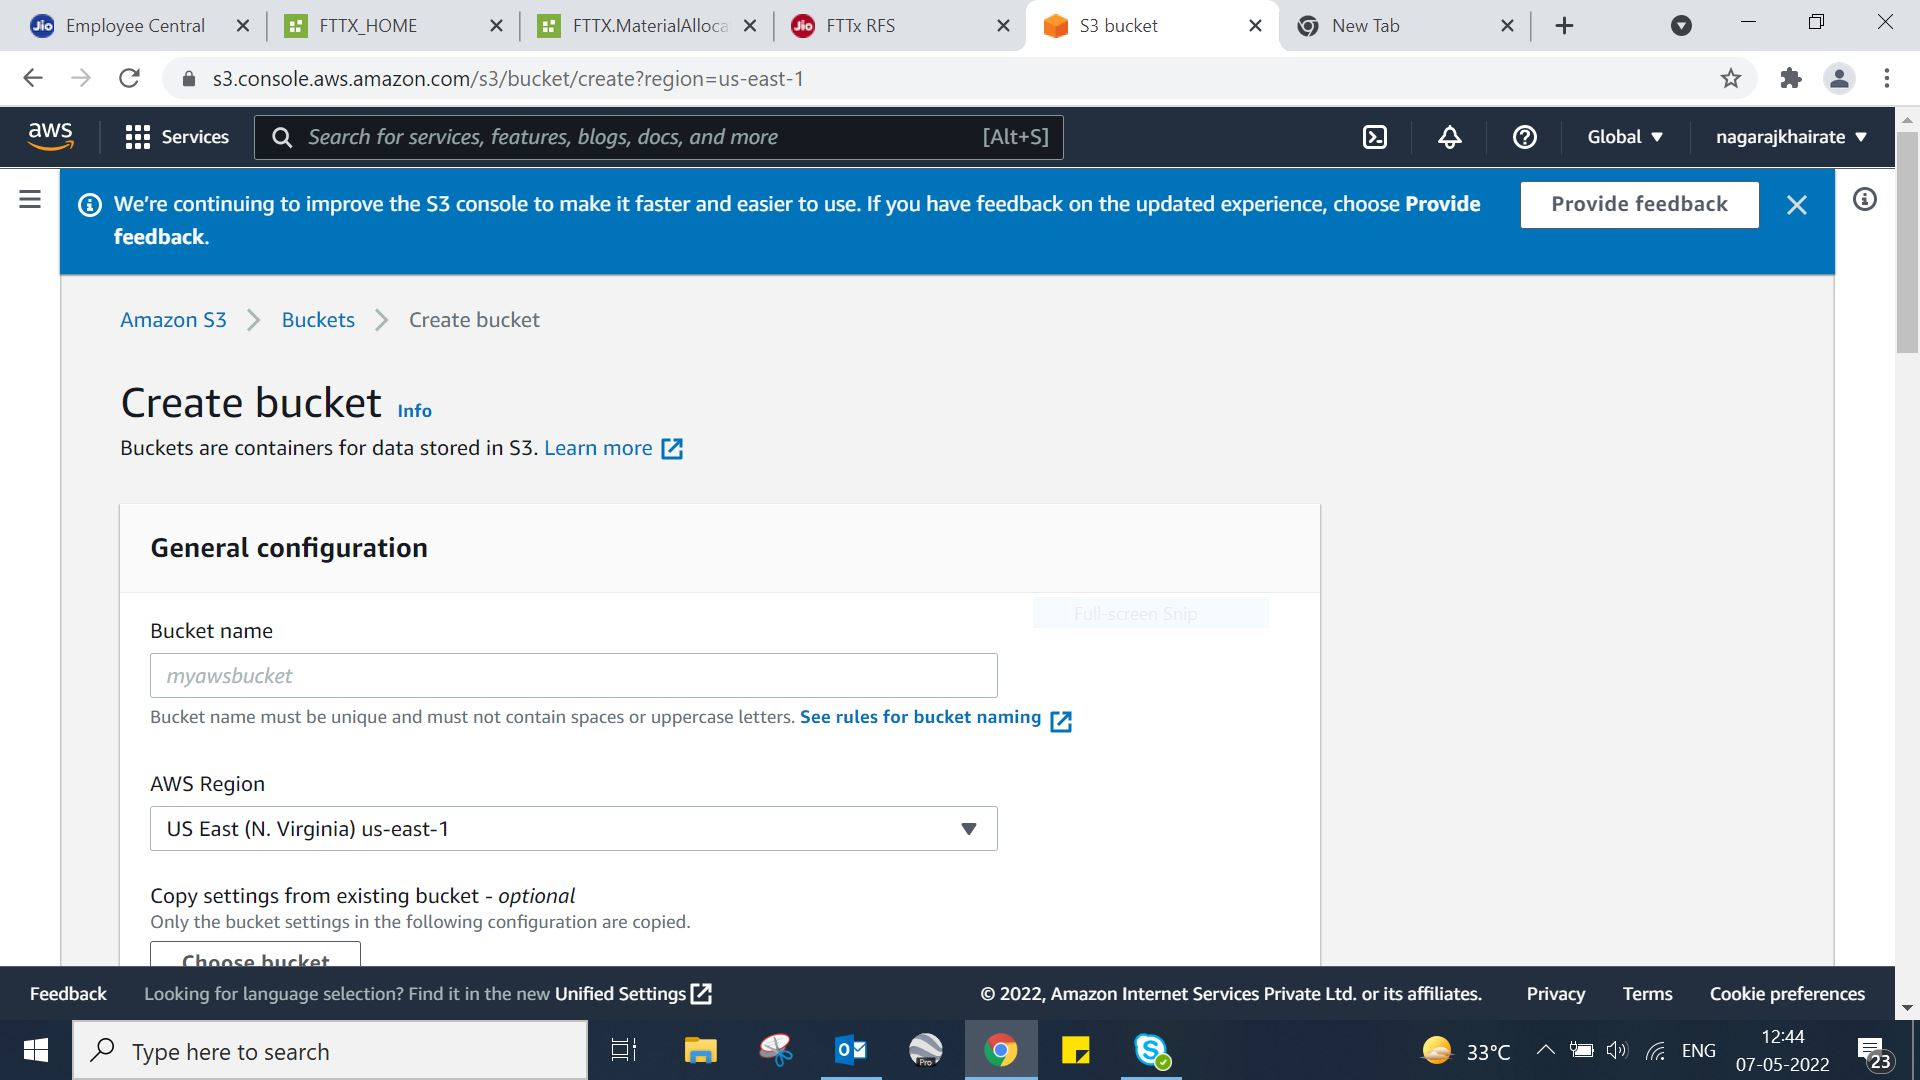 Employee Central
FTTX_HOME
FTTX.MaterialAlloca
FTTx RFS
S3 bucket
New Tab
s3.console.aws.amazon.com/s3/bucket/create?region=us-east-1
aws
Services
Search for services, features, blogs, docs, and more
[Alt+S]
Global
nagarajkhairate
We're continuing to improve the S3 console to make it faster and easier to use. If you have feedback on the updated experience, choose Provide
feedback.
Provide feedback
Amazon S3
Buckets
Create bucket
Create bucket Info
Buckets are containers for data stored in S3. Learn more
General configuration
Full-screen Snip
Bucket name
myawsbucket
Bucket name must be unique and must not contain spaces or uppercase letters. See rules for bucket naming
AWS Region
US East (N. Virginia) us-east-1
Copy settings from existing bucket - optional
Only the bucket settings in the following configuration are copied.
Choose bucket
Feedback
Looking for language selection? Find it in the new Unified Settings
© 2022, Amazon Internet Services Private Ltd. or its affiliates.
Privacy
Terms
Cookie preferences
Type here to search
Pro
33°C
ENG
12:44
07-05-2022
23